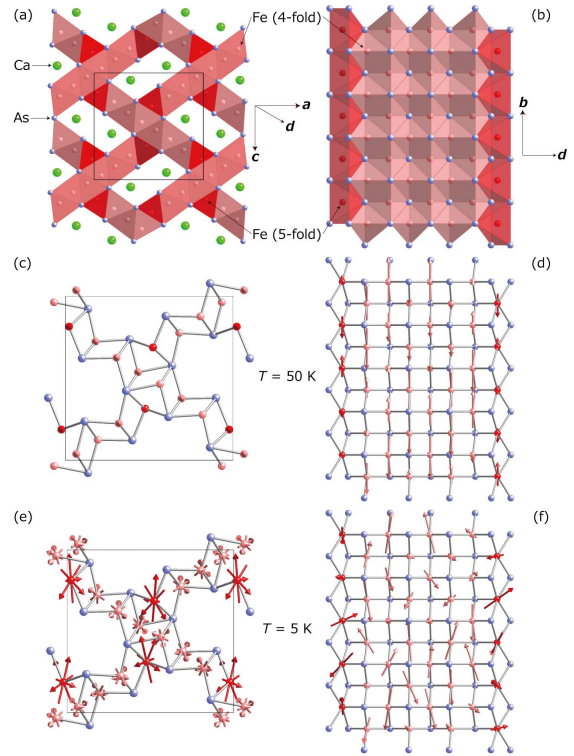 (a)
Fe (4-fold)
(b)
Ca
As
a
d
c
b
d
Fe (5-fold)
(c)
(d)
T = 50 K
(e)
(f)
T = 5 K